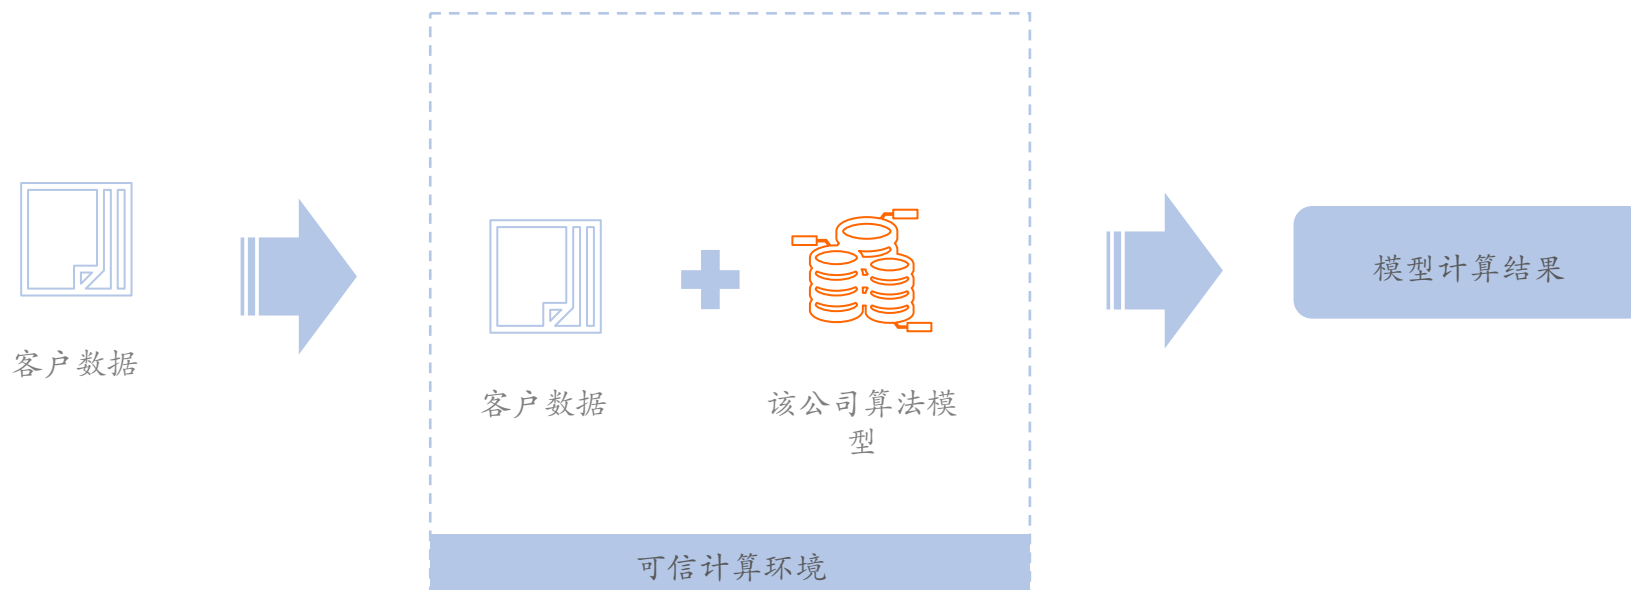 客户数据
客户数据
该公司算法模
型
可信计算环境
模型计算结果